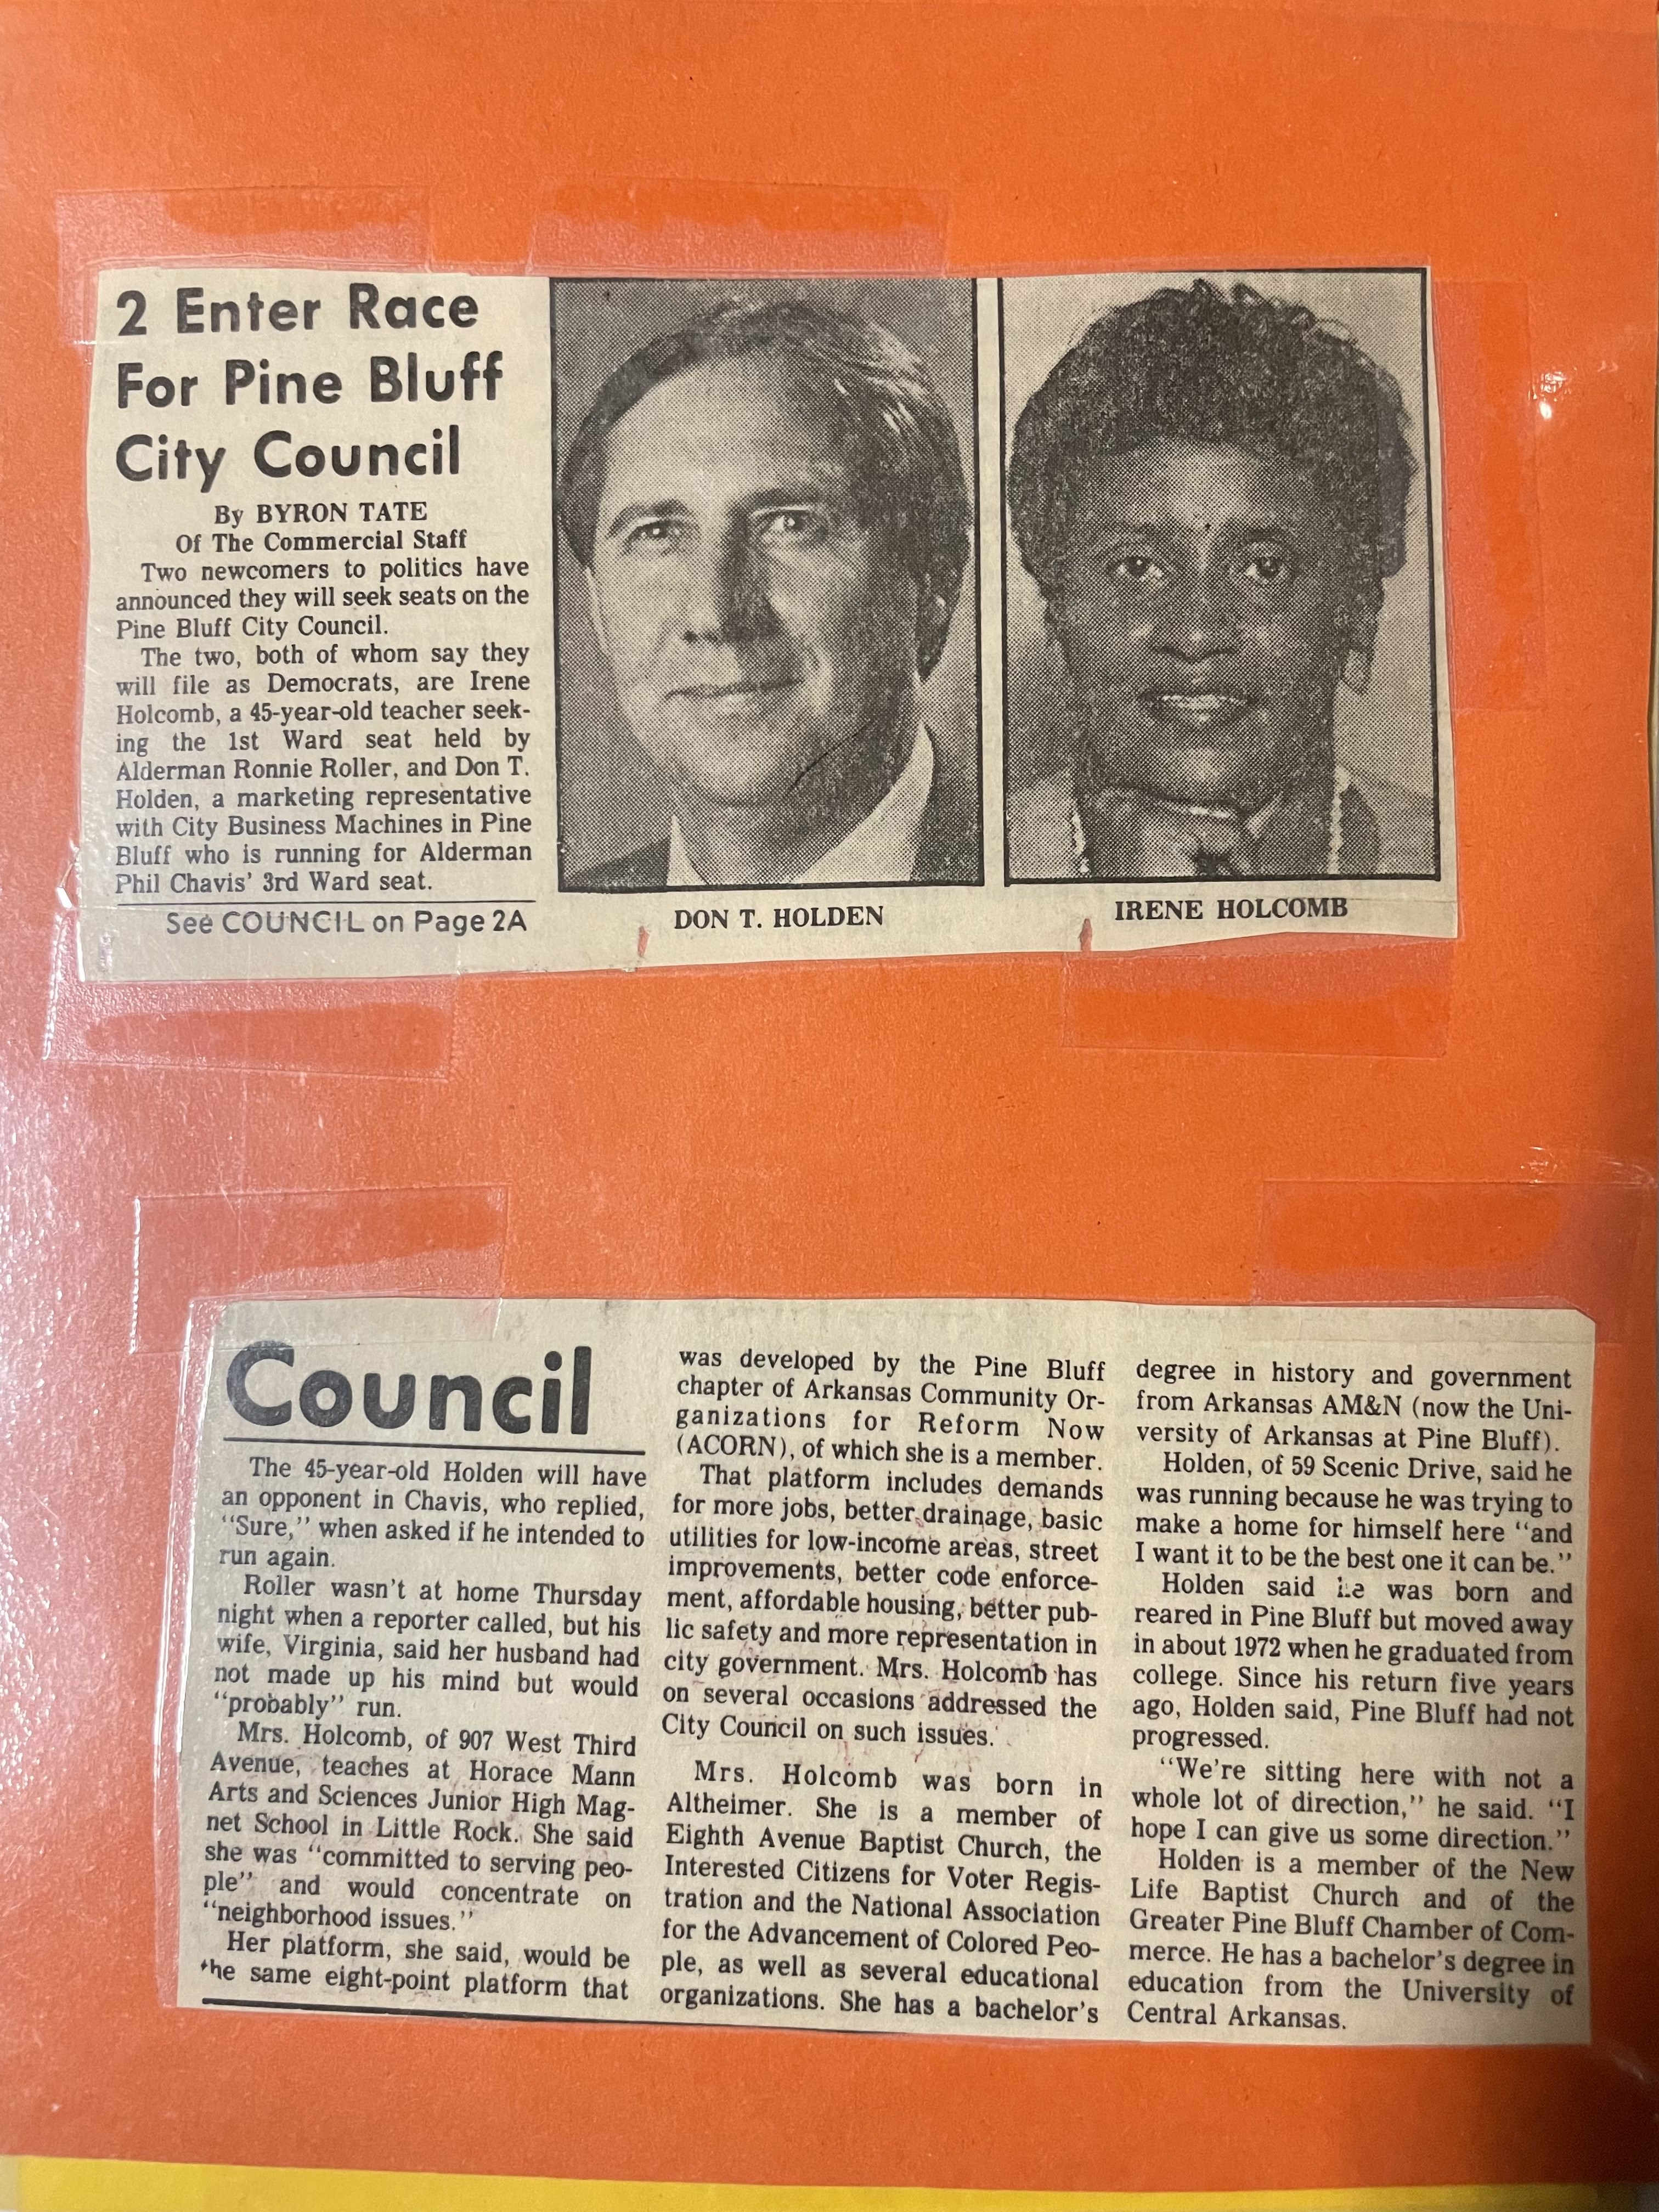 2 Enter Race
For Pine Bluff
City Council
By BYRON TATE
Of The Commercial Staff
Two newcomers to politics have
announced they will seek seats on the
Pine Bluff City Council.
The two, both of whom say they
will file as Democrats, are Irene
Holcomb, a 45-year-old teacher seek-
ing the 1st Ward seat held by
Alderman Ronnie Roller, and Don T.
Holden, a marketing representative
with City Business Machines in Pine
Bluff who is running for Alderman
Phil Chavis' 3rd Ward seat.
See COUNCIL on Page 2A
DON T. HOLDEN
IRENE HOLCOMB
Council
The 45-year-old Holden will have
an opponent in Chavis, who replied,
"Sure," when asked if he intended to
run again.
Roller wasn't at home Thursday
night when a reporter called, but his
wife, Virginia, said her husband had
not made up his mind but would
"probably" run.
Mrs. Holcomb, of 907 West Third
Avenue, teaches at Horace Mann
Arts and Sciences Junior High Mag-
net School in Little Rock. She said
she was "committed to serving peo-
ple" and would concentrate on
"neighborhood issues."
Her platform, she said, would be
the same eight-point platform that
was developed by the Pine Bluff
chapter of Arkansas Community Or-
ganizations for Reform Now
(ACORN), of which she is a member.
That platform includes demands
for more jobs, better drainage, basic
utilities for low-income areas, street
improvements, better code enforce-
ment, affordable housing, better pub-
lic safety and more representation in
city government. Mrs. Holcomb has
on several occasions addressed the
City Council on such issues.
Mrs. Holcomb was born in
Altheimer. She is a member of
Eighth Avenue Baptist Church, the
Interested Citizens for Voter Regis-
tration and the National Association
for the Advancement of Colored Peo-
ple, as well as several educational
organizations. She has a bachelor's
degree in history and government
from Arkansas AM&N (now the Uni-
versity of Arkansas at Pine Bluff).
Holden, of 59 Scenic Drive, said he
was running because he was trying to
make a home for himself here "and
I want it to be the best one it can be."
Holden said he was born and
reared in Pine Bluff but moved away
in about 1972 when he graduated from
college. Since his return five years
ago, Holden said, Pine Bluff had not
progressed.
"We're sitting here with not a
whole lot of direction," he said. "I
hope I can give us some direction."
Holden is a member of the New
Life Baptist Church and of the
Greater Pine Bluff Chamber of Com-
merce. He has a bachelor's degree in
education from the University of
Central Arkansas.